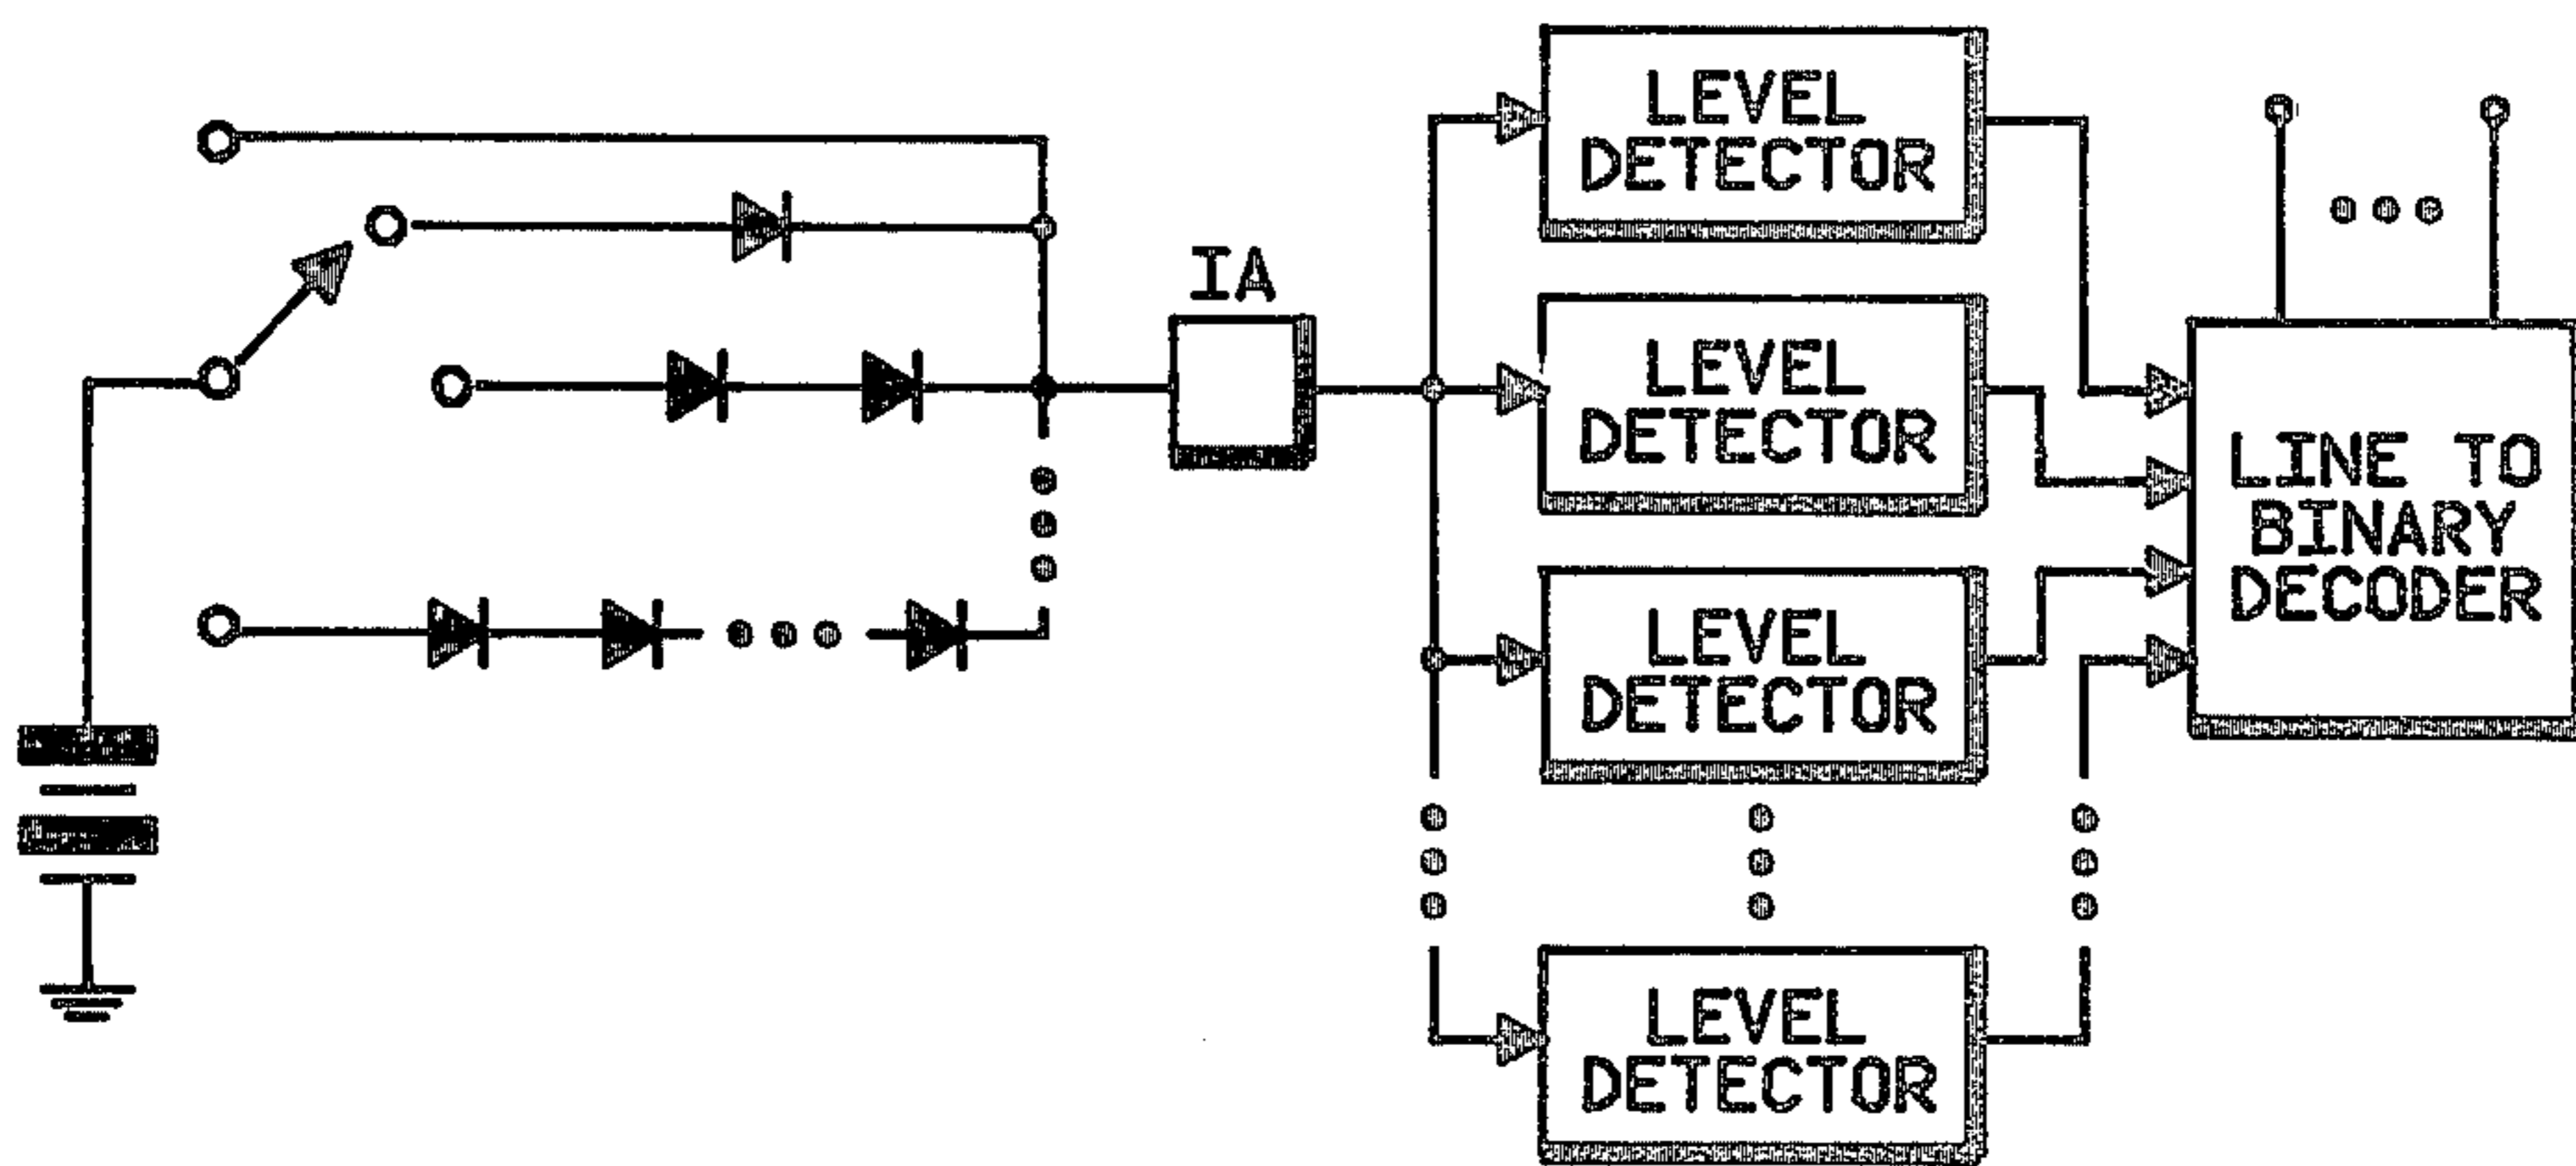 LEVEL
DETECTOR
IA
LEVEL
DETECTOR
LINE TO
BINARY
DECODER
LEVEL
DETECTOR
LEVEL
DETECTOR